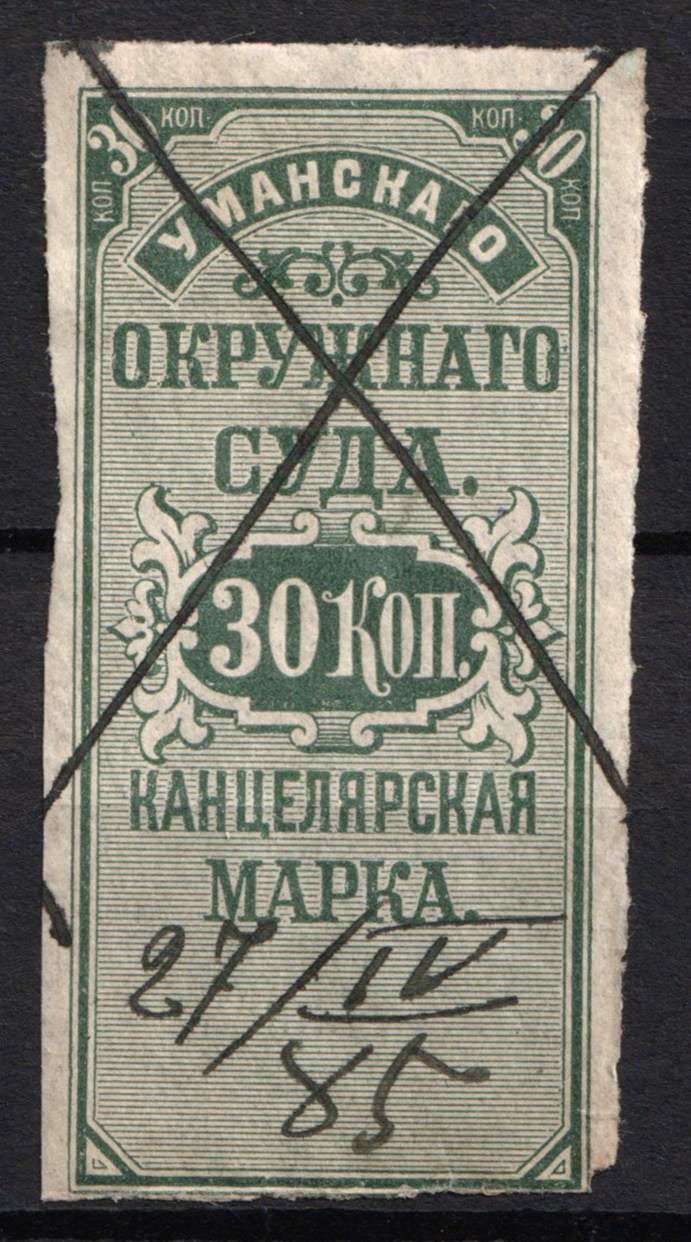 30 КОП КОП
КОП. 30 КОП
УМАНСКАГО
ОКРУЖНАГО
СУДА.
30 КОП.
КАНЦЕЛЯРСКАЯ
МАРКА.
27/IV
85